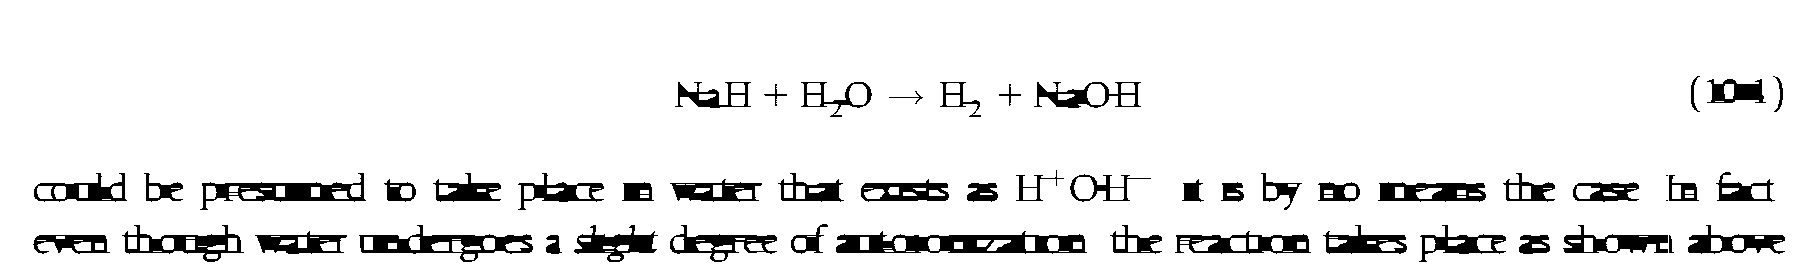 NaH + H₂O → H₂ + NaOH (10.1)
could be presumed to take place in water that exists as H⁺OH⁻ it is by no means the case In fact
even though water undergoes a slight degree of autoionization the reaction takes place as shown above